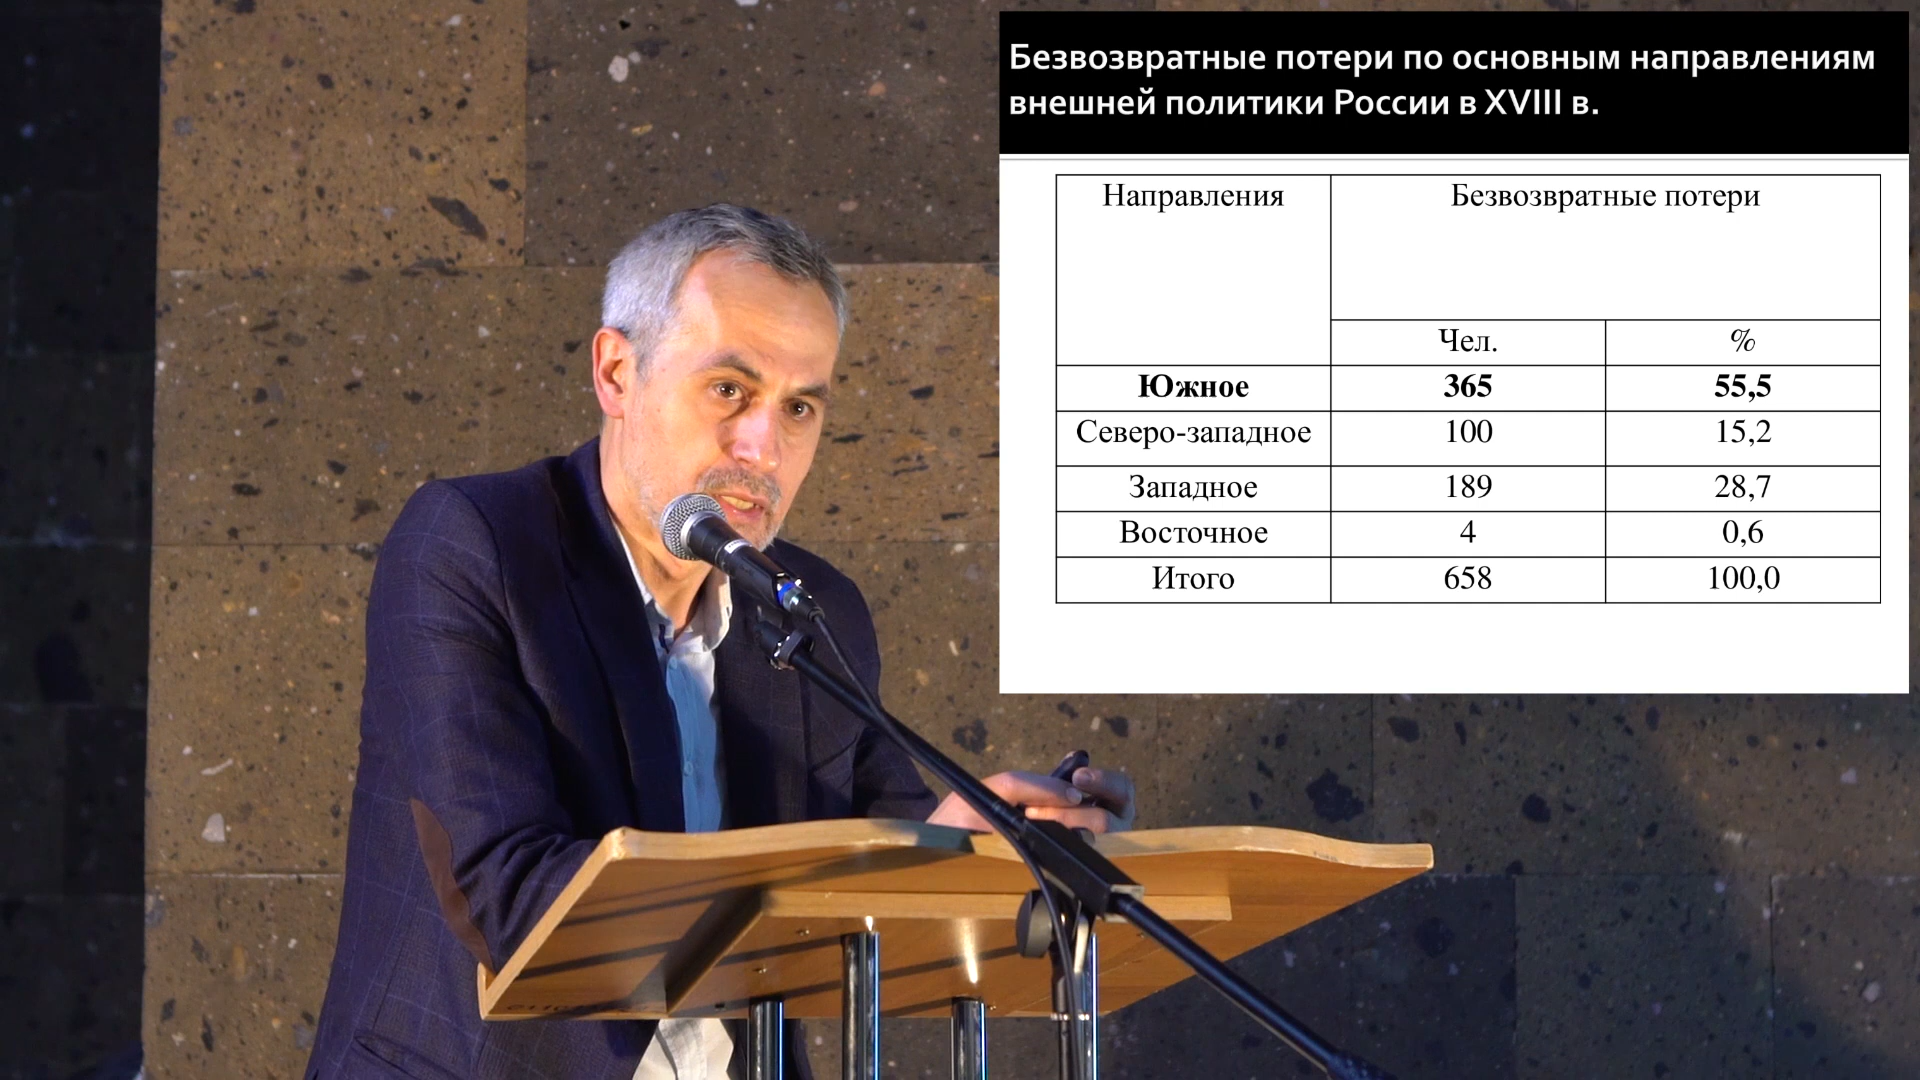 Безвозвратные потери по основным направлениям
внешней политики России в XVIII в.
Направления Безвозвратные потери
Чел. %
Южное 365 55,5
Северо-западное 100 15,2
Западное 189 28,7
Восточное 4 0,6
Итого 658 100,0